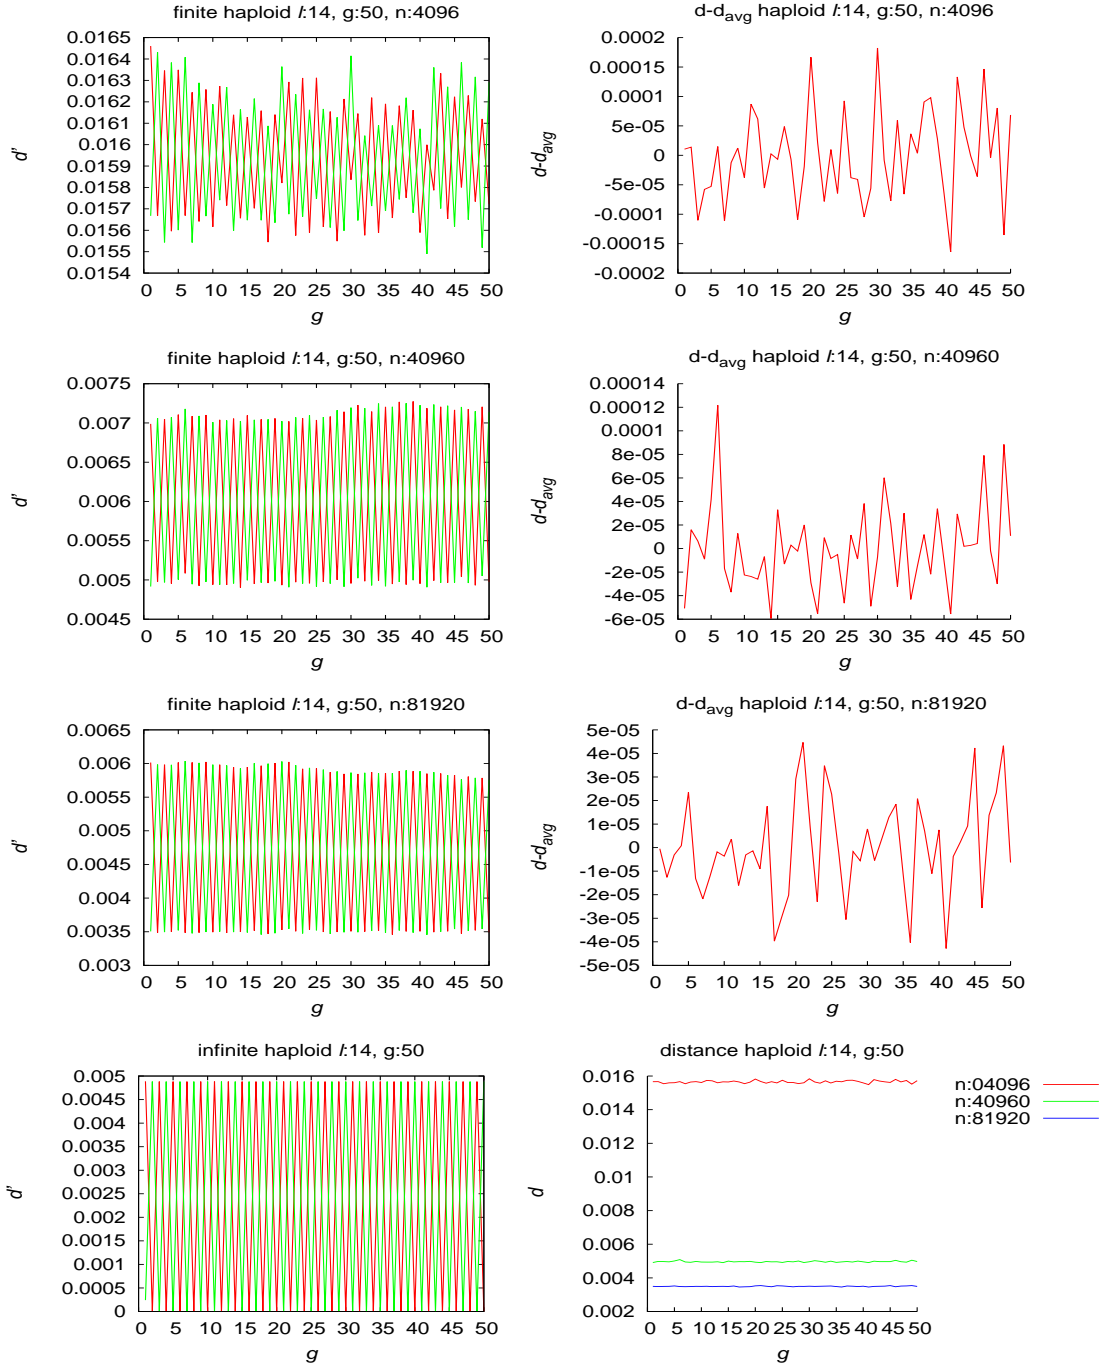 finite haploid l:14, g:50, n:4096
0.0165
0.0164
0.0163
0.0162
0.0161
0.016
0.0159
0.0158
0.0157
0.0156
0.0155
0.0154
d'
0 5 10 15 20 25 30 35 40 45 50
g
d-davg haploid l:14, g:50, n:4096
0.0002
0.00015
0.0001
5e-05
0
-5e-05
-0.0001
-0.00015
-0.0002
d-davg
0 5 10 15 20 25 30 35 40 45 50
g
finite haploid l:14, g:50, n:40960
0.0075
0.007
0.0065
0.006
0.0055
0.005
0.0045
d'
0 5 10 15 20 25 30 35 40 45 50
g
d-davg haploid l:14, g:50, n:40960
0.00014
0.00012
0.0001
8e-05
6e-05
4e-05
2e-05
0
-2e-05
-4e-05
-6e-05
d-davg
0 5 10 15 20 25 30 35 40 45 50
g
finite haploid l:14, g:50, n:81920
0.0065
0.006
0.0055
0.005
0.0045
0.004
0.0035
0.003
d'
0 5 10 15 20 25 30 35 40 45 50
g
d-davg haploid l:14, g:50, n:81920
5e-05
4e-05
3e-05
2e-05
1e-05
0
-1e-05
-2e-05
-3e-05
-4e-05
-5e-05
d-davg
0 5 10 15 20 25 30 35 40 45 50
g
infinite haploid l:14, g:50
0.005
0.0045
0.004
0.0035
0.003
0.0025
0.002
0.0015
0.001
0.0005
0
d'
0 5 10 15 20 25 30 35 40 45 50
g
distance haploid l:14, g:50
0.016
0.014
0.012
0.01
0.008
0.006
0.004
0.002
d
0 5 10 15 20 25 30 35 40 45 50
g
n:04096
n:40960
n:81920